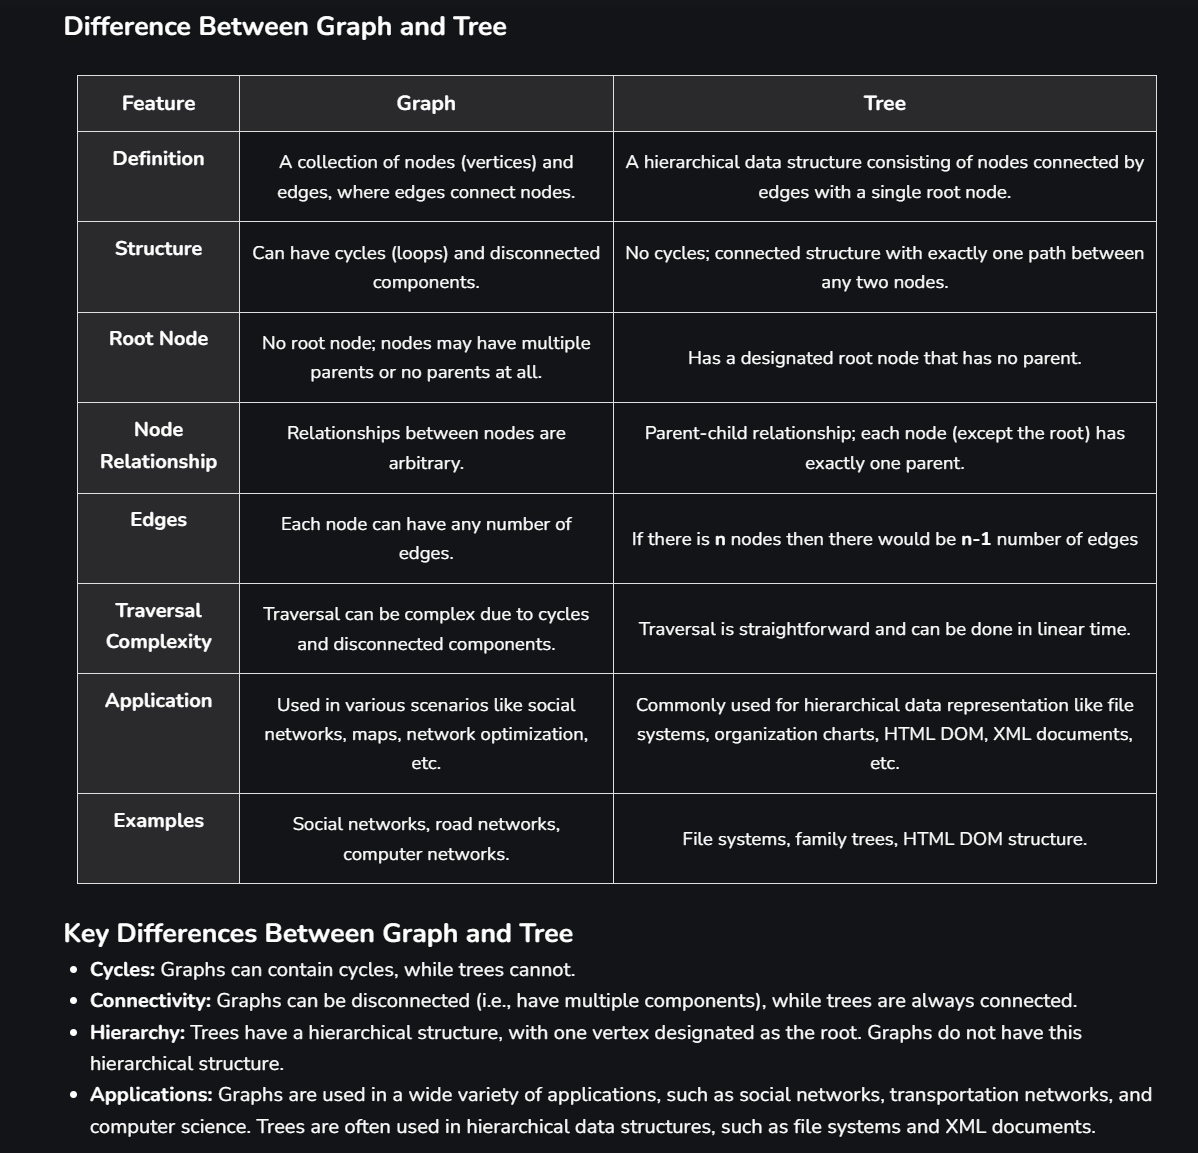 Difference Between Graph and Tree
Feature Graph Tree
Definition
A collection of nodes (vertices) and
edges, where edges connect nodes.
A hierarchical data structure consisting of nodes connected by
edges with a single root node.
Structure
Can have cycles (loops) and disconnected
components.
No cycles; connected structure with exactly one path between
any two nodes.
Root Node
No root node; nodes may have multiple
parents or no parents at all.
Has a designated root node that has no parent.
Node
Relationship
Relationships between nodes are
arbitrary.
Parent-child relationship; each node (except the root) has
exactly one parent.
Edges
Each node can have any number of
edges.
If there is n nodes then there would be n-1 number of edges
Traversal
Complexity
Traversal can be complex due to cycles
and disconnected components.
Traversal is straightforward and can be done in linear time.
Application
Used in various scenarios like social
networks, maps, network optimization,
etc.
Commonly used for hierarchical data representation like file
systems, organization charts, HTML DOM, XML documents,
etc.
Examples
Social networks, road networks,
computer networks.
File systems, family trees, HTML DOM structure.
Key Differences Between Graph and Tree
• Cycles: Graphs can contain cycles, while trees cannot.
• Connectivity: Graphs can be disconnected (i.e., have multiple components), while trees are always connected.
• Hierarchy: Trees have a hierarchical structure, with one vertex designated as the root. Graphs do not have this
hierarchical structure.
• Applications: Graphs are used in a wide variety of applications, such as social networks, transportation networks, and
computer science. Trees are often used in hierarchical data structures, such as file systems and XML documents.